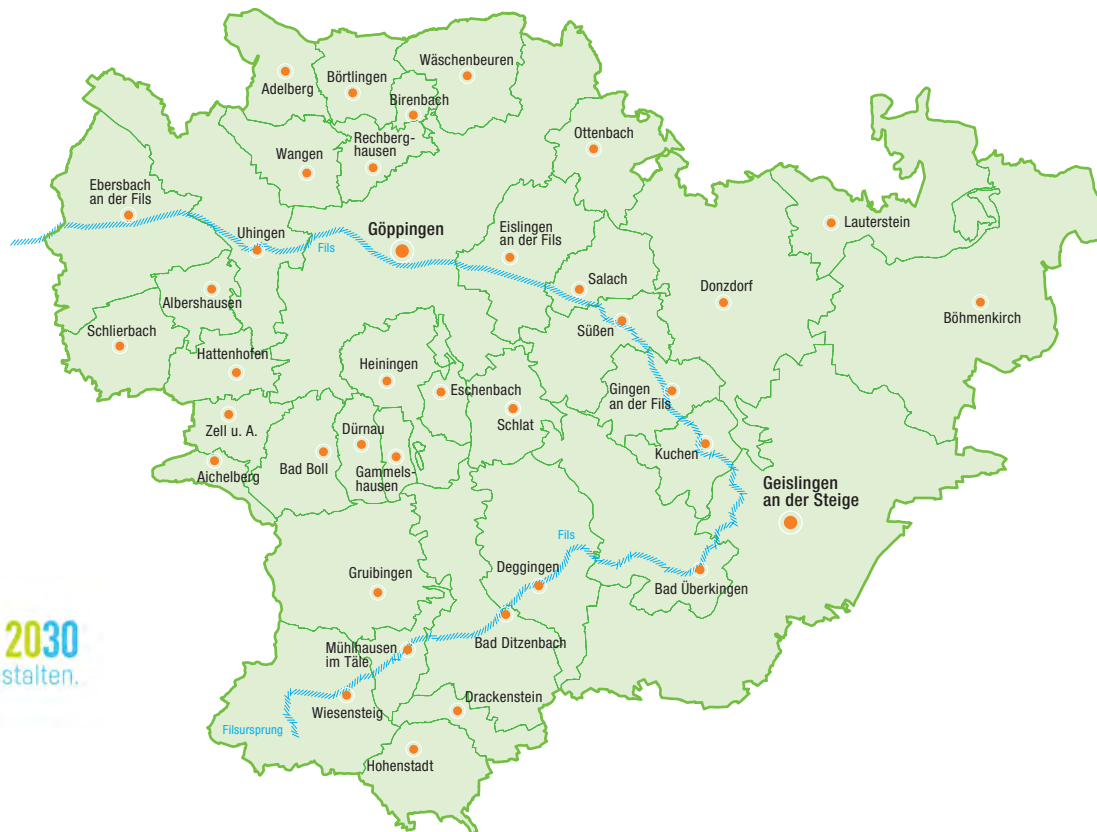 Wäschenbeuren
Börtlingen
Adelberg
Birenbach
Ottenbach
Rechberg-
hausen
Wangen
Ebersbach
an der Fils
Lauterstein
Uhingen
Fils
Göppingen
Eislingen
an der Fils
Salach
Donzdorf
Albershausen
Böhmenkirch
Schlierbach
Süßen
Hattenhofen
Heiningen
Eschenbach
Gingen
an der Fils
Zell u. A.
Dürnau
Schlat
Bad Boll
Gammels-
hausen
Kuchen
Aichelberg
Geislingen
an der Steige
Fils
Deggingen
Gruibingen
Bad Überkingen
2030
stalten.
Mühlhausen
im Täle
Bad Ditzenbach
Drackenstein
Wiesensteig
Filsursprung
Hohenstadt